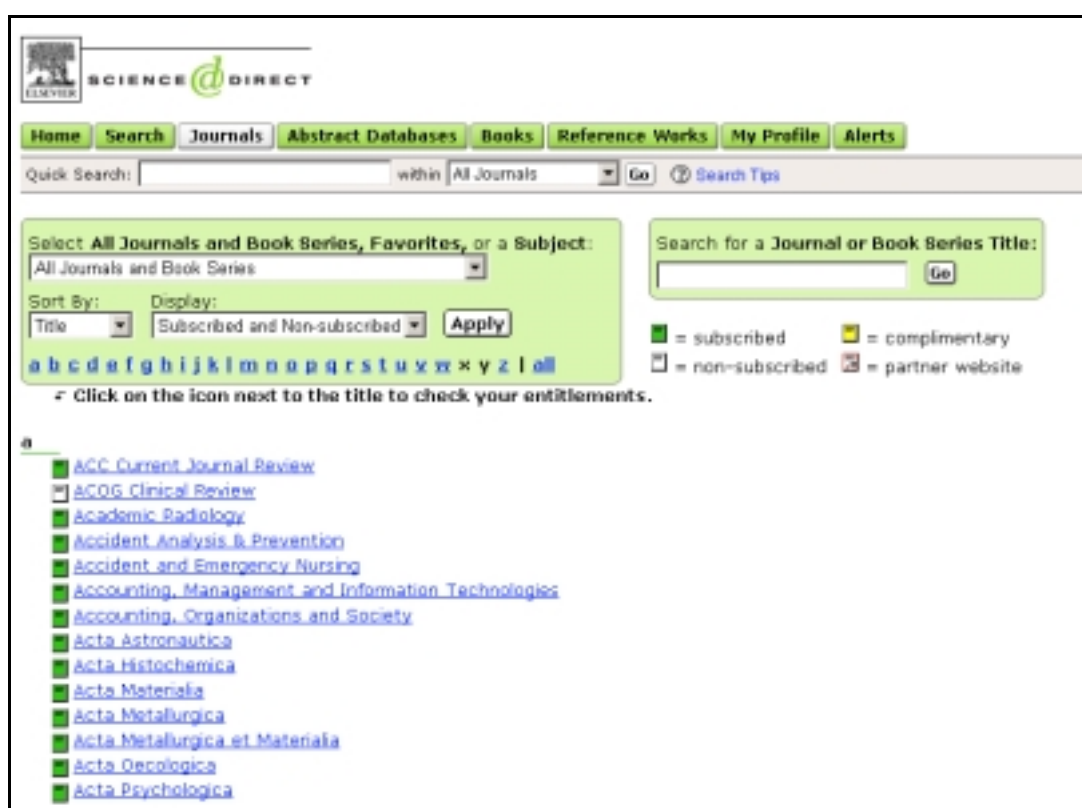 ELSEVIER
SCIENCE @ DIRECT
Home Search Journals Abstract Databases Books Reference Works My Profile Alerts
Quick Search: within All Journals Go ? Search Tips
Select All Journals and Book Series, Favorites, or a Subject:
All Journals and Book Series
Sort By: Display:
Title Subscribed and Non-subscribed Apply
a b c d e f g h i j k l m n o p q r s t u v w x y z | all
Search for a Journal or Book Series Title:
Go
= subscribed = complimentary
= non-subscribed = partner website
Click on the icon next to the title to check your entitlements.
a
ACC Current Journal Review
ACOG Clinical Review
Academic Radiology
Accident Analysis & Prevention
Accident and Emergency Nursing
Accounting, Management and Information Technologies
Accounting, Organizations and Society
Acta Astronautica
Acta Histochemica
Acta Materialia
Acta Metallurgica
Acta Metallurgica et Materialia
Acta Oecologica
Acta Psychologica